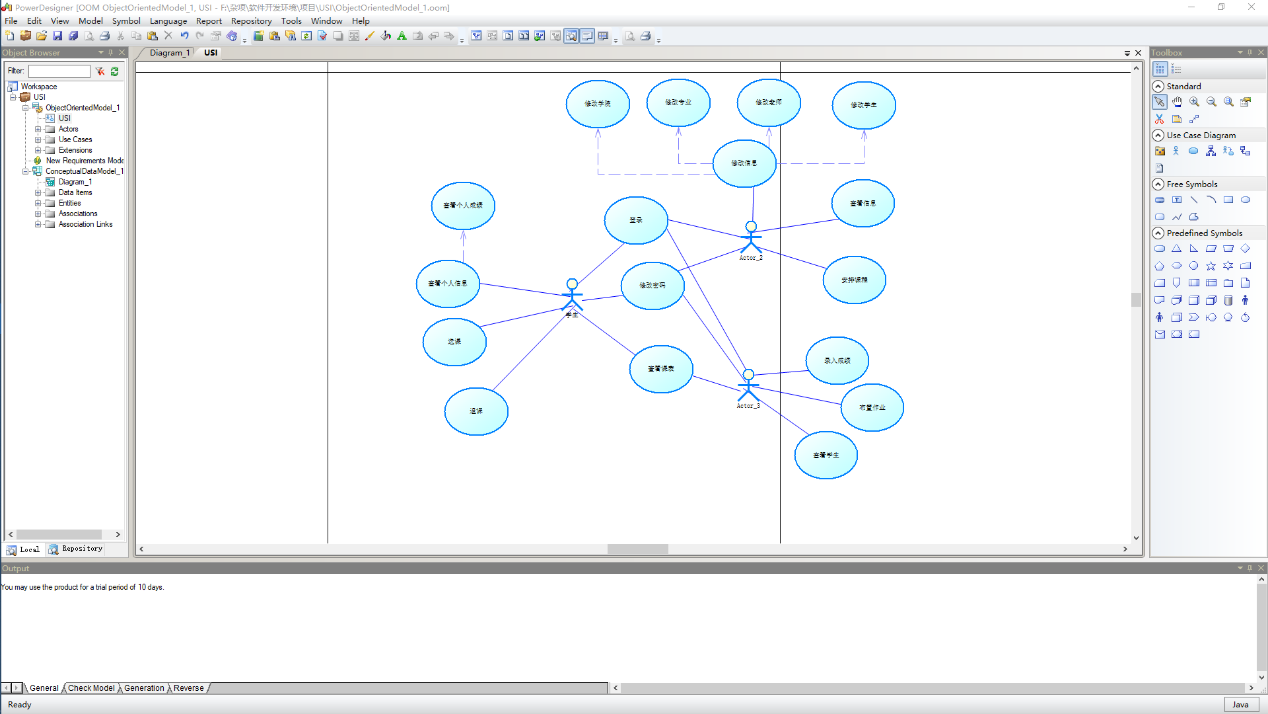 PowerDesigner [OOM ObjectOrientedModel_1, USI - F:\杂项\软件开发环境\项目\USI\ObjectOrientedModel_1.oom]
File Edit View Model Symbol Language Report Repository Tools Window Help
Object Browser
Filter:
Workspace
USI
ObjectOrientedModel_1
USI
Actors
Use Cases
Extensions
New Requirements Mode
ConceptualDataModel_1
Diagram_1
Data Items
Entities
Associations
Association Links
Local Repository
Diagram_1 USI
修改学院
修改专业
修改老师
修改学生
修改信息
查看个人成绩
登录
查看信息
Actor_2
查看个人信息
修改密码
安排课程
学生
选课
查看课表
录入成绩
Actor_3
退课
布置作业
查看学生
Toolbox
Standard
Use Case Diagram
Free Symbols
Predefined Symbols
Output
You may use the product for a trial period of 10 days.
General Check Model Generation Reverse
Ready
Java